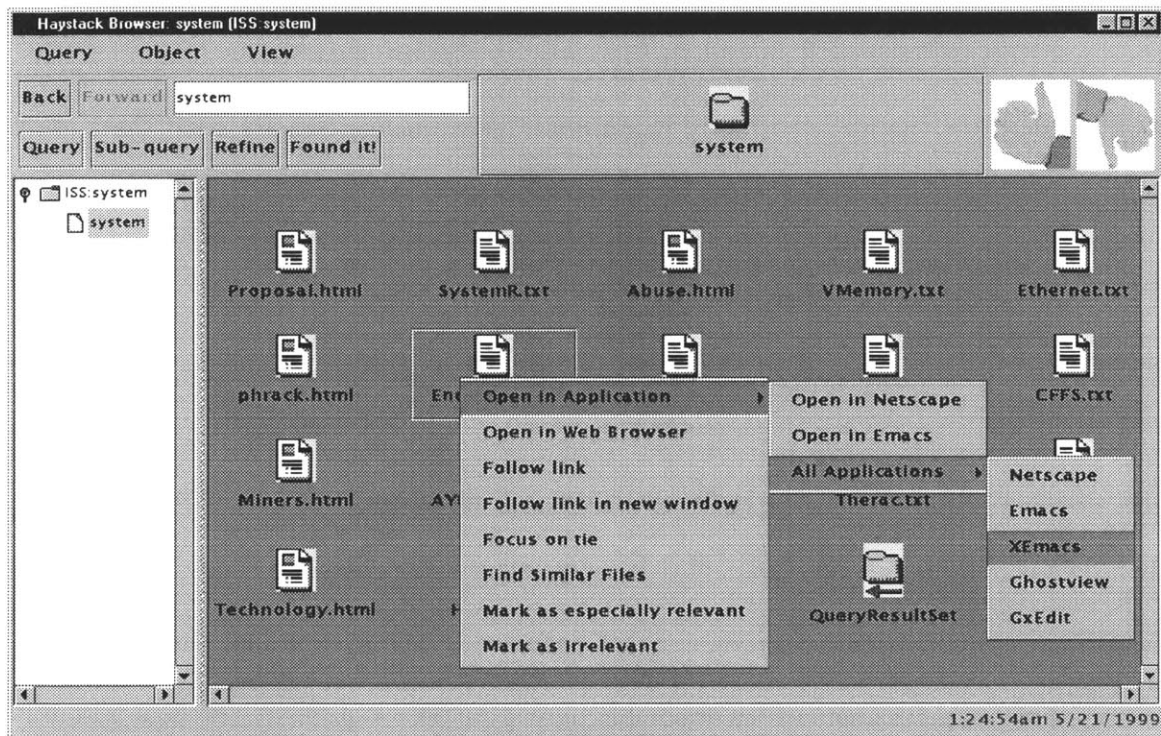 Haystack Browser: system (ISS:system)
Query Object View
Back Forward system
system
Query Sub-query Refine Found it!
ISS:system
system
Proposal.html SystemR.txt Abuse.html VMemory.txt Ethernet.txt
phrack.html CFFS.txt
Open in Application
Open in Web Browser
Follow link
Follow link in new window
Focus on tie
Find Similar Files
Mark as especially relevant
Mark as irrelevant
Open in Netscape
Open in Emacs
All Applications
Netscape
Emacs
XEmacs
Ghostview
GxEdit
Miners.html Therac.txt
Technology.html QueryResultSet
1:24:54am 5/21/1999